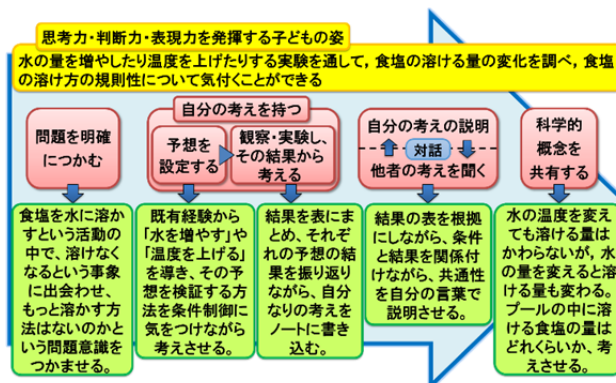 思考力・判断力・表現力を発揮する子どもの姿
水の量を増やしたり温度を上げたりする実験を通して，食塩の溶ける量の変化を調べ，食塩
の溶け方の規則性について気付くことができる
問題を明確
につかむ
自分の考えを持つ
予想を
設定する
観察・実験し、
その結果から
考える
自分の考えの説明
対話
他者の考えを聞く
科学的
概念を
共有する
食塩を水に溶か
すという活動の
中で、溶けなく
なるという事象
に出会わせ、
もっと溶かす方
法はないのかと
いう問題意識を
つかませる。
既有経験から
「水を増やす」や
「温度を上げる」
を導き、その予
想を検証する方
法を条件制御に
気をつけながら
考えさせる。
結果を表にま
とめ、それぞ
れの予想の
結果を振り返り
ながら、自分
なりの考えを
ノートに書き
込む。
結果の表を根拠
にしながら、条件
と結果を関係付
けながら、共通性
を自分の言葉で
説明させる。
水の温度を変え
ても溶ける量は
かわらないが、水
の量を変えると溶
ける量も変わる。
プールの中に溶
ける食塩の量は
どれくらいか、考
えさせる。